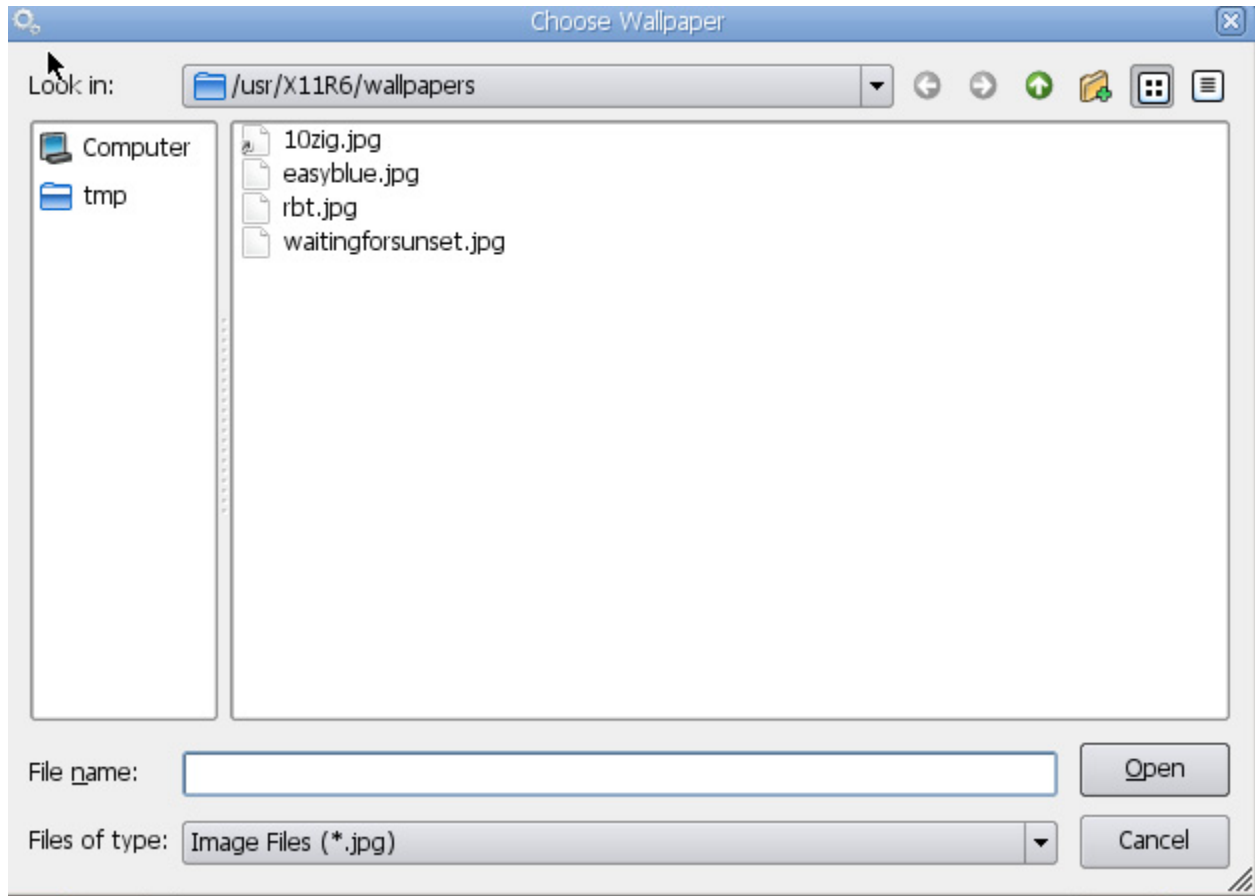 Choose Wallpaper
Look in: /usr/X11R6/wallpapers
Computer
tmp
10zig.jpg
easyblue.jpg
rbt.jpg
waitingforsunset.jpg
File name: Open
Files of type: Image Files (*.jpg) Cancel